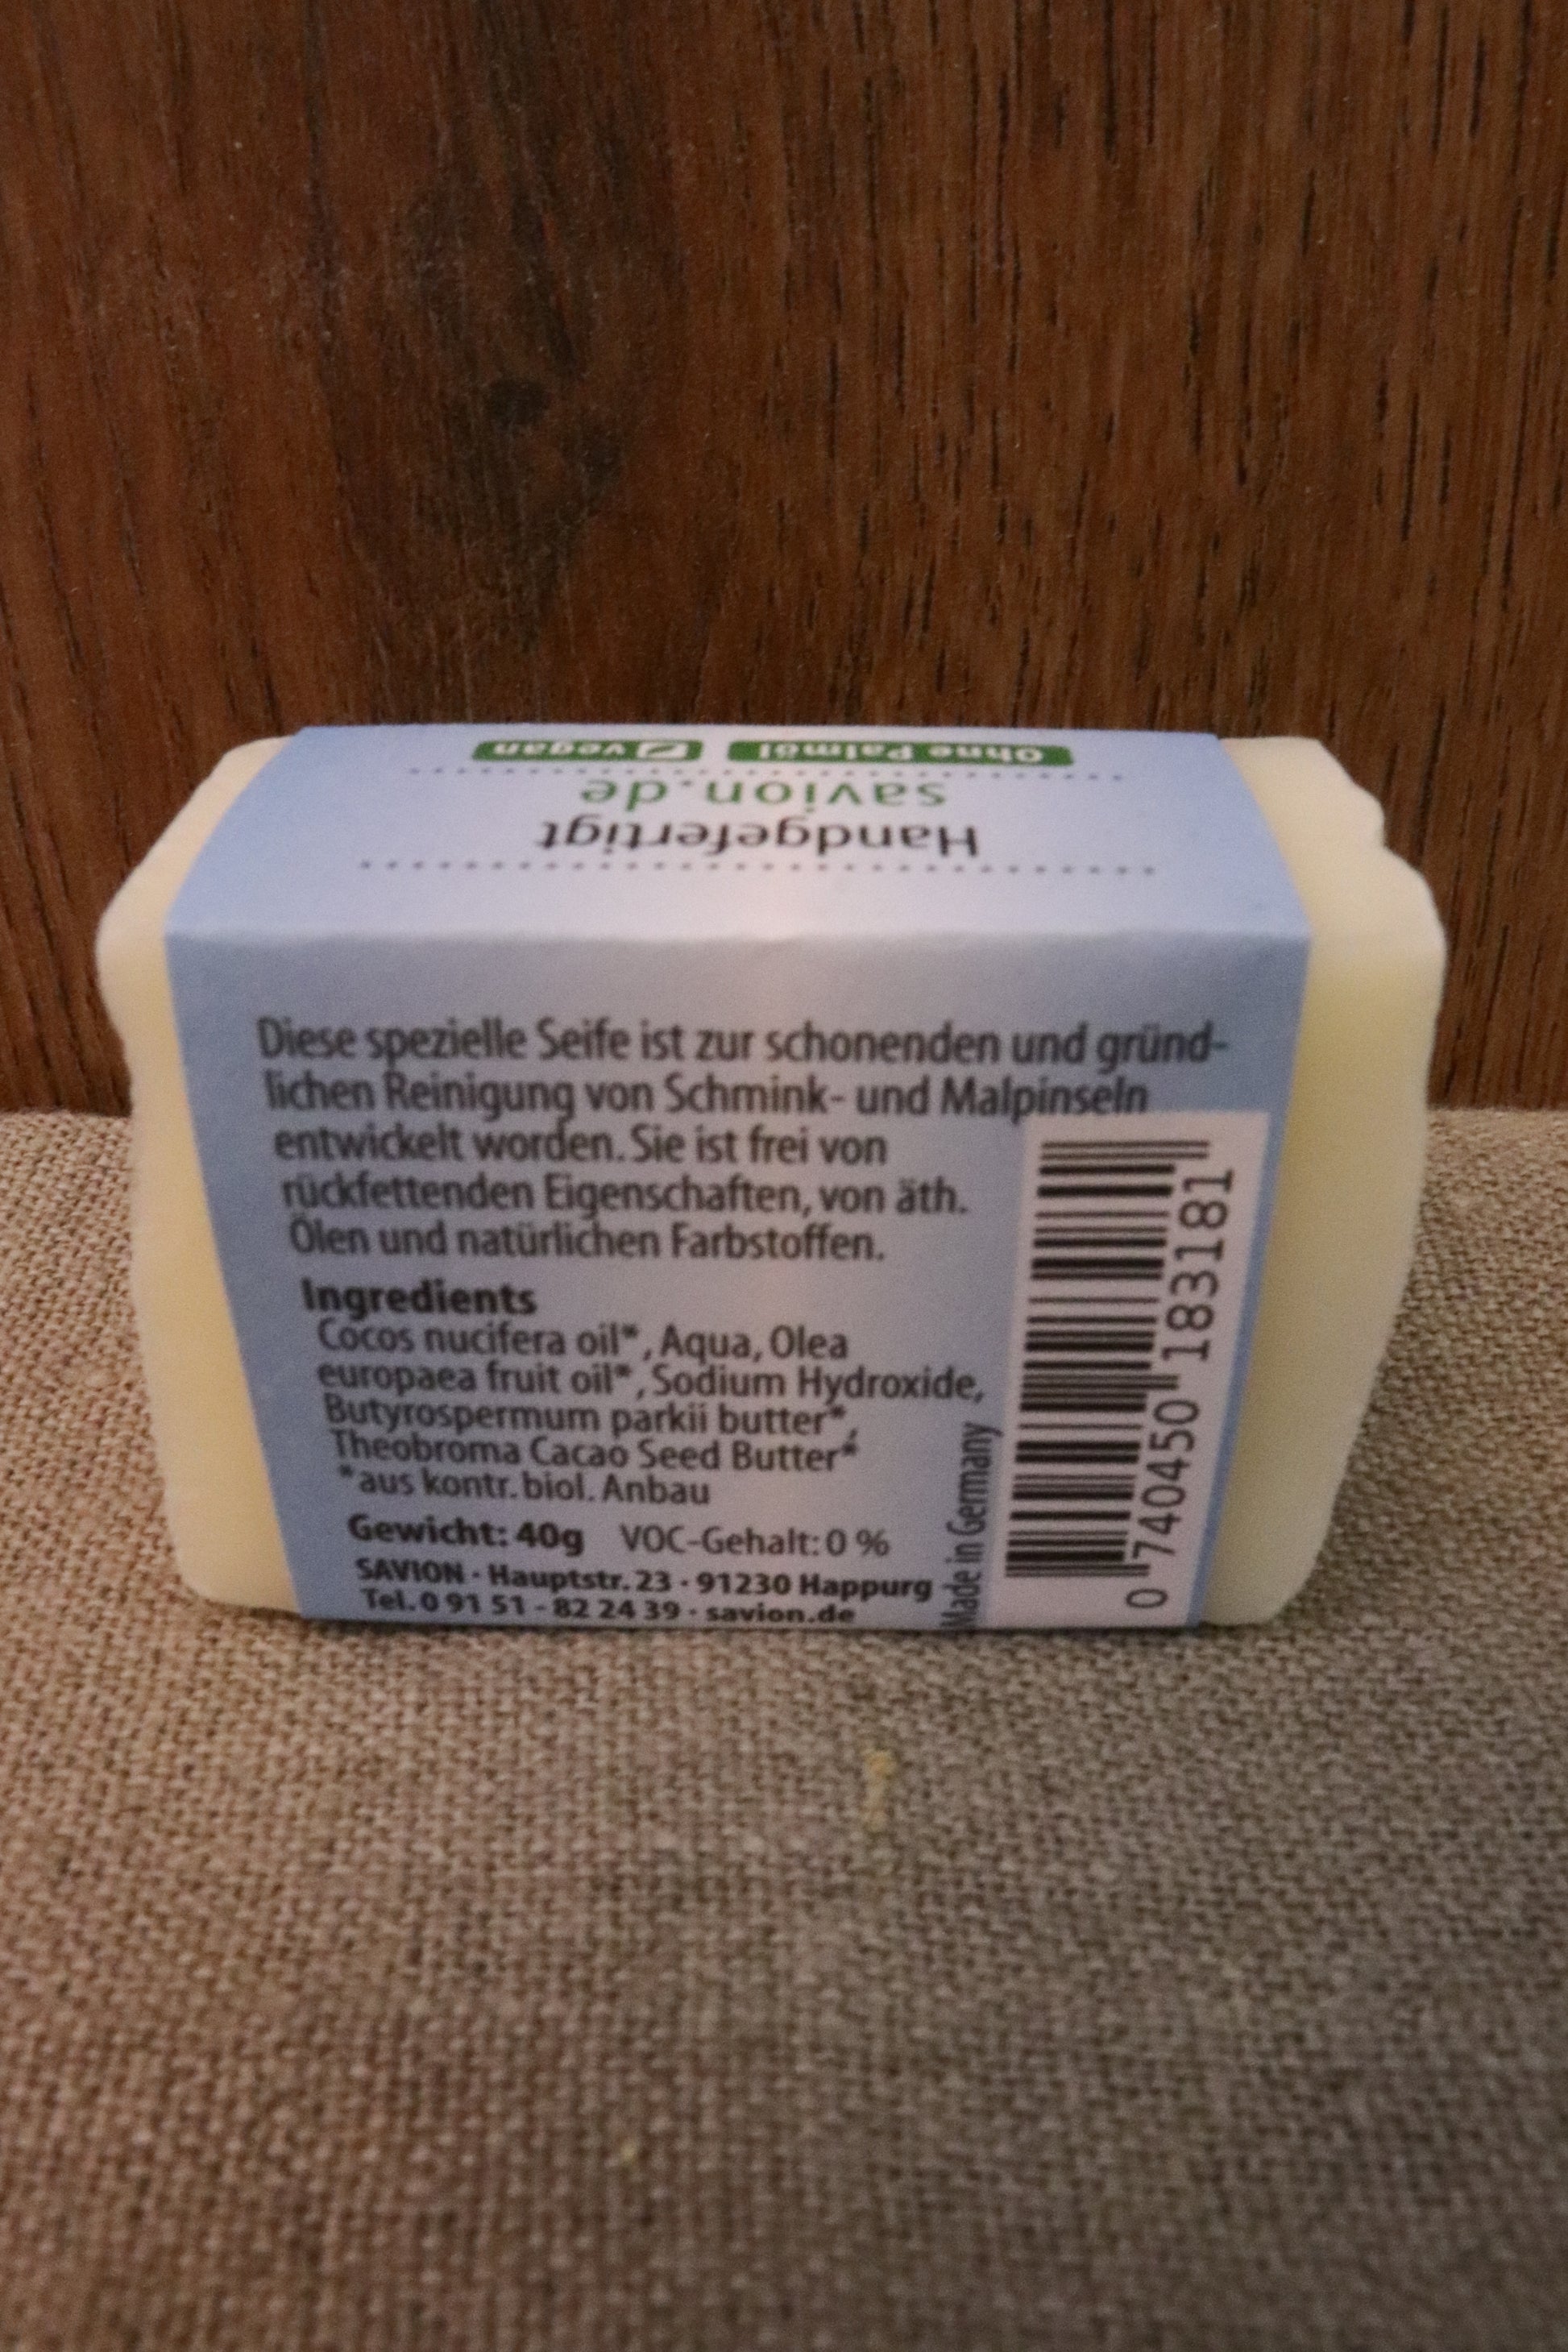 Ohne Palmöl vegan
savion.de
Handgefertigt
Diese spezielle Seife ist zur schonenden und gründ-
lichen Reinigung von Schmink- und Malpinseln
entwickelt worden. Sie ist frei von
rückfettenden Eigenschaften, von äth.
Ölen und natürlichen Farbstoffen.
Ingredients
Cocos nucifera oil*, Aqua, Olea
europaea fruit oil*, Sodium Hydroxide,
Butyrospermum parkii butter*,
Theobroma Cacao Seed Butter*
*aus kontr. biol. Anbau
Gewicht: 40g VOC-Gehalt: 0 %
SAVION · Hauptstr. 23 · 91230 Happurg
Tel. 0 91 51 - 82 24 39 · savion.de
Made in Germany
0 740450 183181